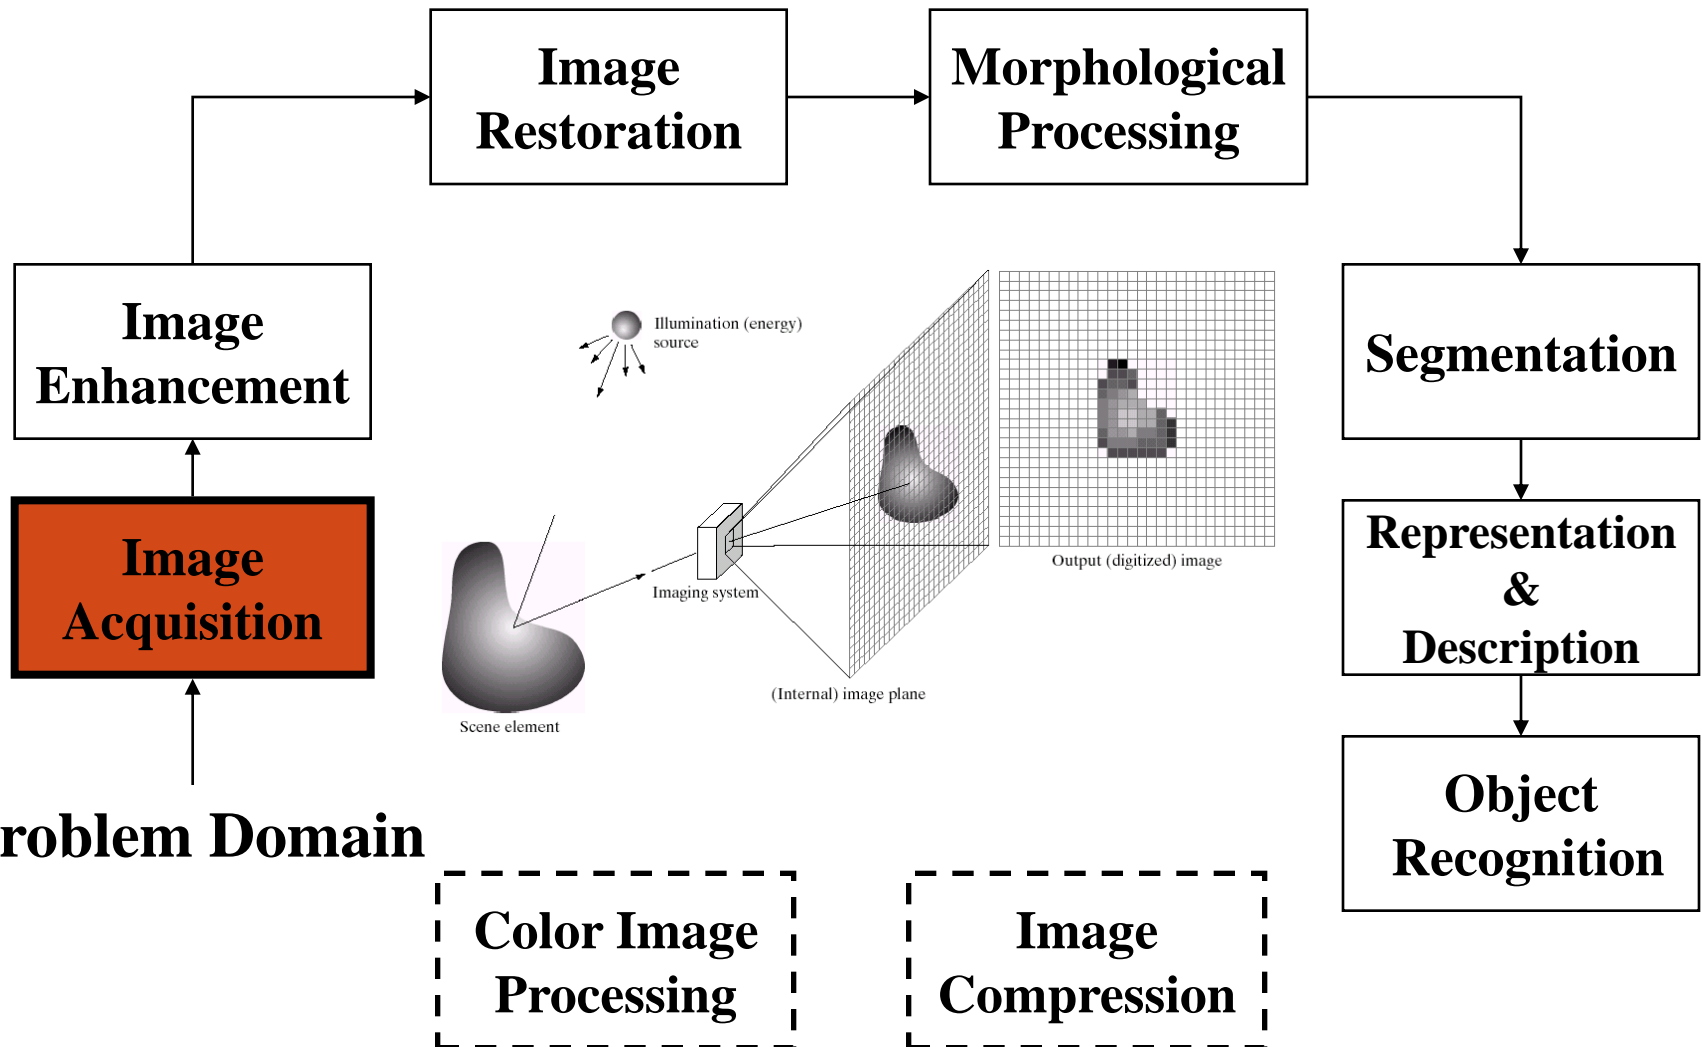 Image
Restoration
Morphological
Processing
Image
Enhancement
Illumination (energy)
source
Segmentation
Image
Acquisition
Imaging system
Output (digitized) image
Representation
&
Description
(Internal) image plane
Scene element
roblem Domain
Object
Recognition
Color Image
Processing
Image
Compression